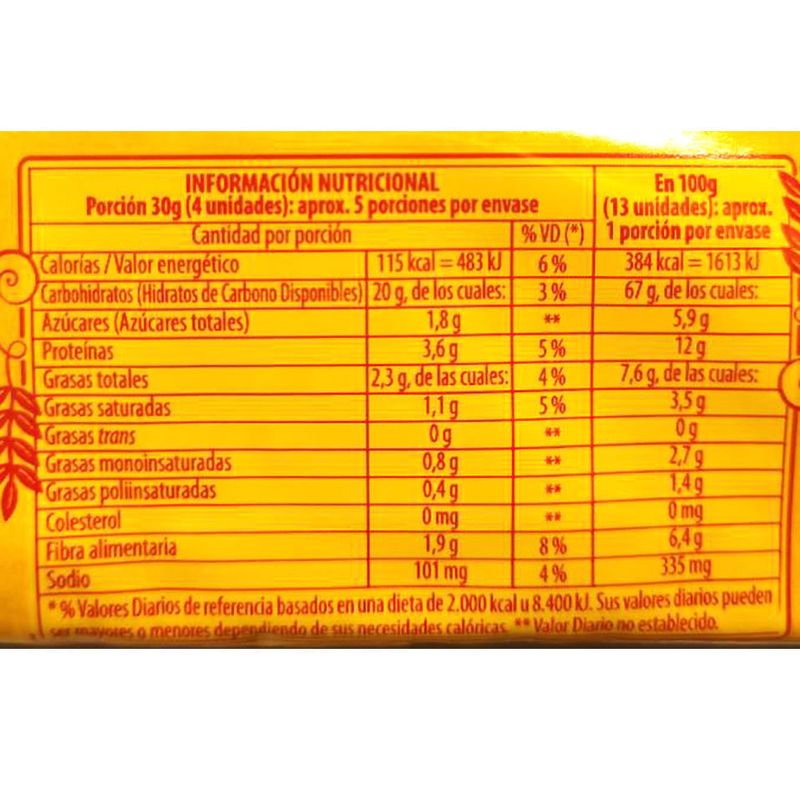 INFORMACIÓN NUTRICIONAL
Porción 30g (4 unidades): aprox. 5 porciones por envase
En 100g
(13 unidades): aprox.
1 porción por envase
Cantidad por porción % VD (*)
Calorías / Valor energético 115 kcal = 483 kJ 6 % 384 kcal = 1613 kJ
Carbohidratos (Hidratos de Carbono Disponibles) 20 g, de los cuales: 3 % 67 g, de los cuales:
Azúcares (Azúcares totales) 1,8 g ** 5,9 g
Proteínas 3,6 g 5 % 12 g
Grasas totales 2,3 g, de las cuales: 4 % 7,6 g, de las cuales:
Grasas saturadas 1,1 g 5 % 3,5 g
Grasas trans 0 g ** 0 g
Grasas monoinsaturadas 0,8 g ** 2,7 g
Grasas poliinsaturadas 0,4 g ** 1,4 g
Colesterol 0 mg ** 0 mg
Fibra alimentaria 1,9 g 8 % 6,4 g
Sodio 101 mg 4 % 335 mg
* % Valores Diarios de referencia basados en una dieta de 2.000 kcal u 8.400 kJ. Sus valores diarios pueden
ser mayores o menores dependiendo de sus necesidades calóricas. ** Valor Diario no establecido.